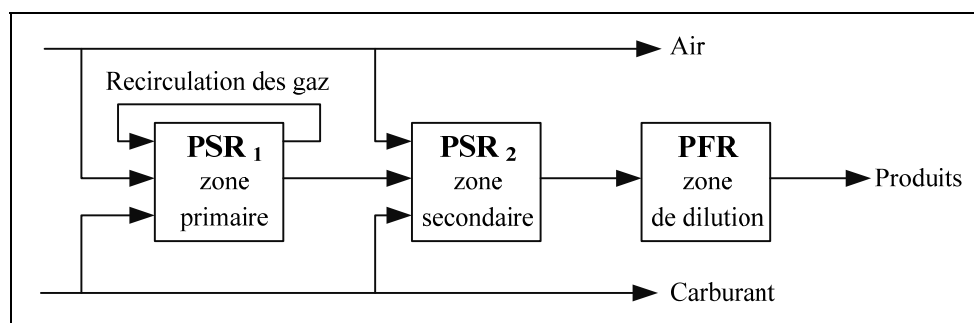 Air
Recirculation des gaz
PSR 1
zone
primaire
PSR 2
zone
secondaire
PFR
zone
de dilution
Produits
Carburant